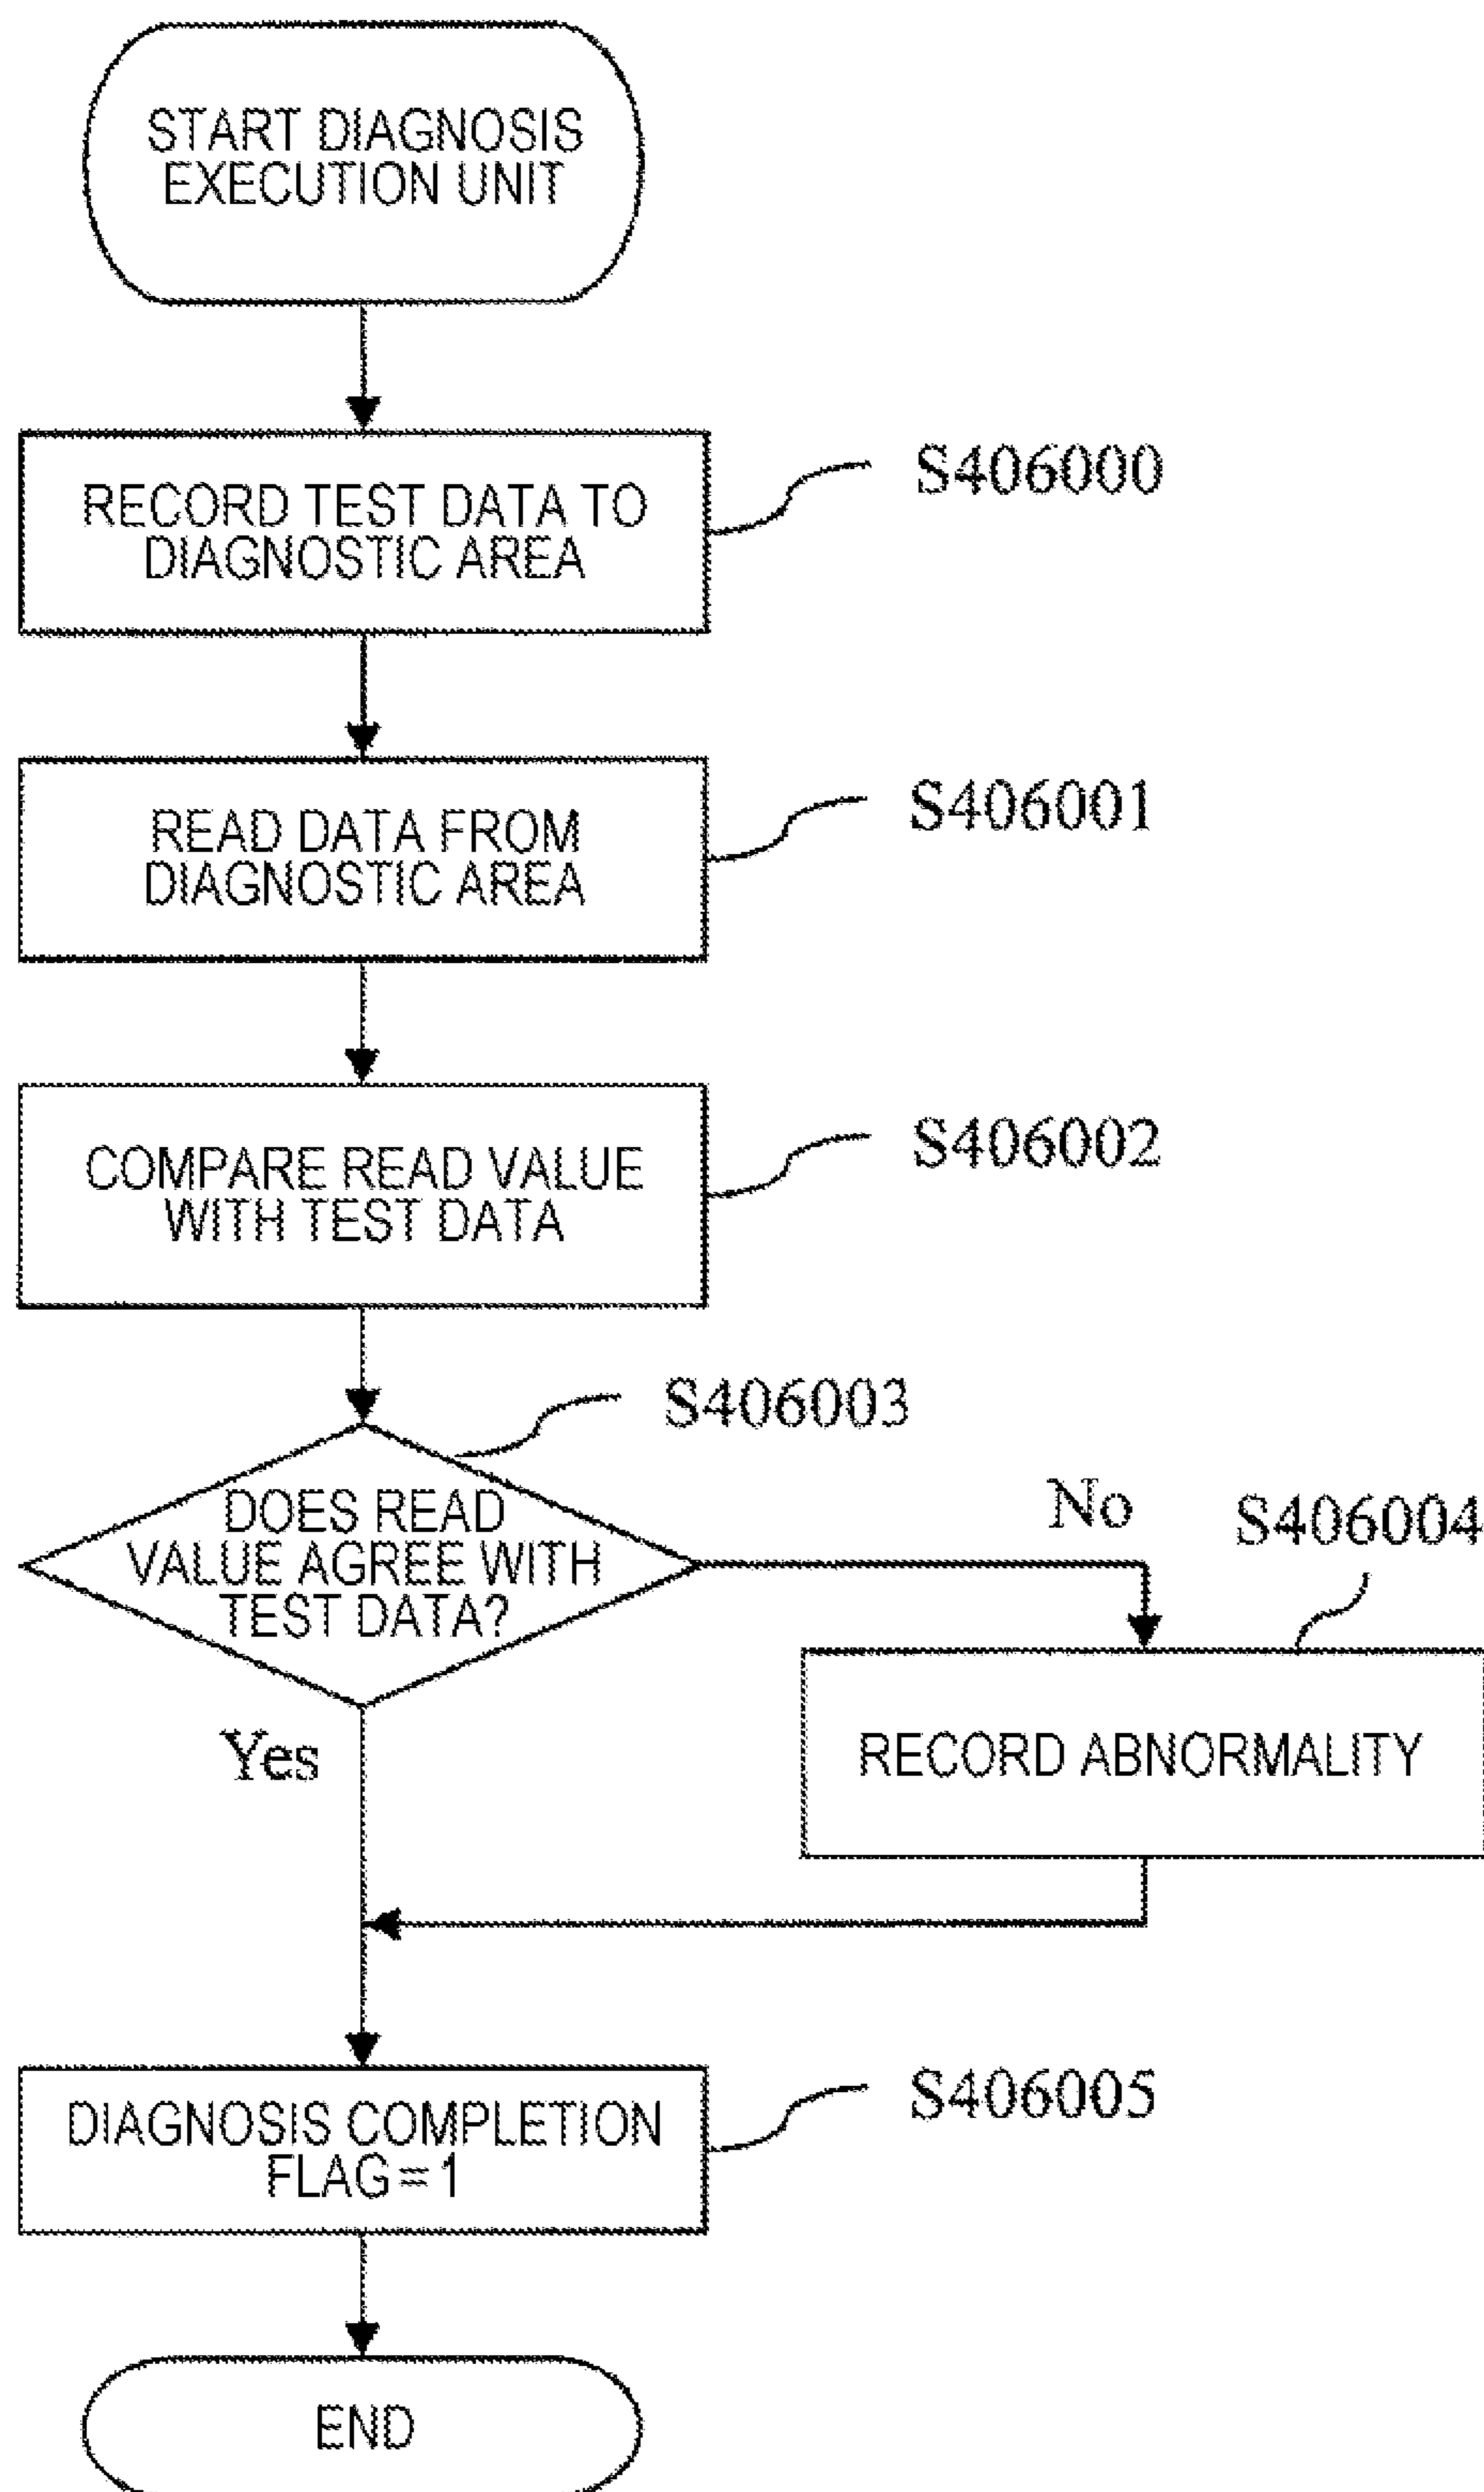 START DIAGNOSIS
EXECUTION UNIT
RECORD TEST DATA TO
DIAGNOSTIC AREA
S406000
READ DATA FROM
DIAGNOSTIC AREA
S406001
COMPARE READ VALUE
WITH TEST DATA
S406002
S406003
DOES READ
VALUE AGREE WITH
TEST DATA?
No
S406004
Yes
RECORD ABNORMALITY
DIAGNOSIS COMPLETION
FLAG=1
S406005
END